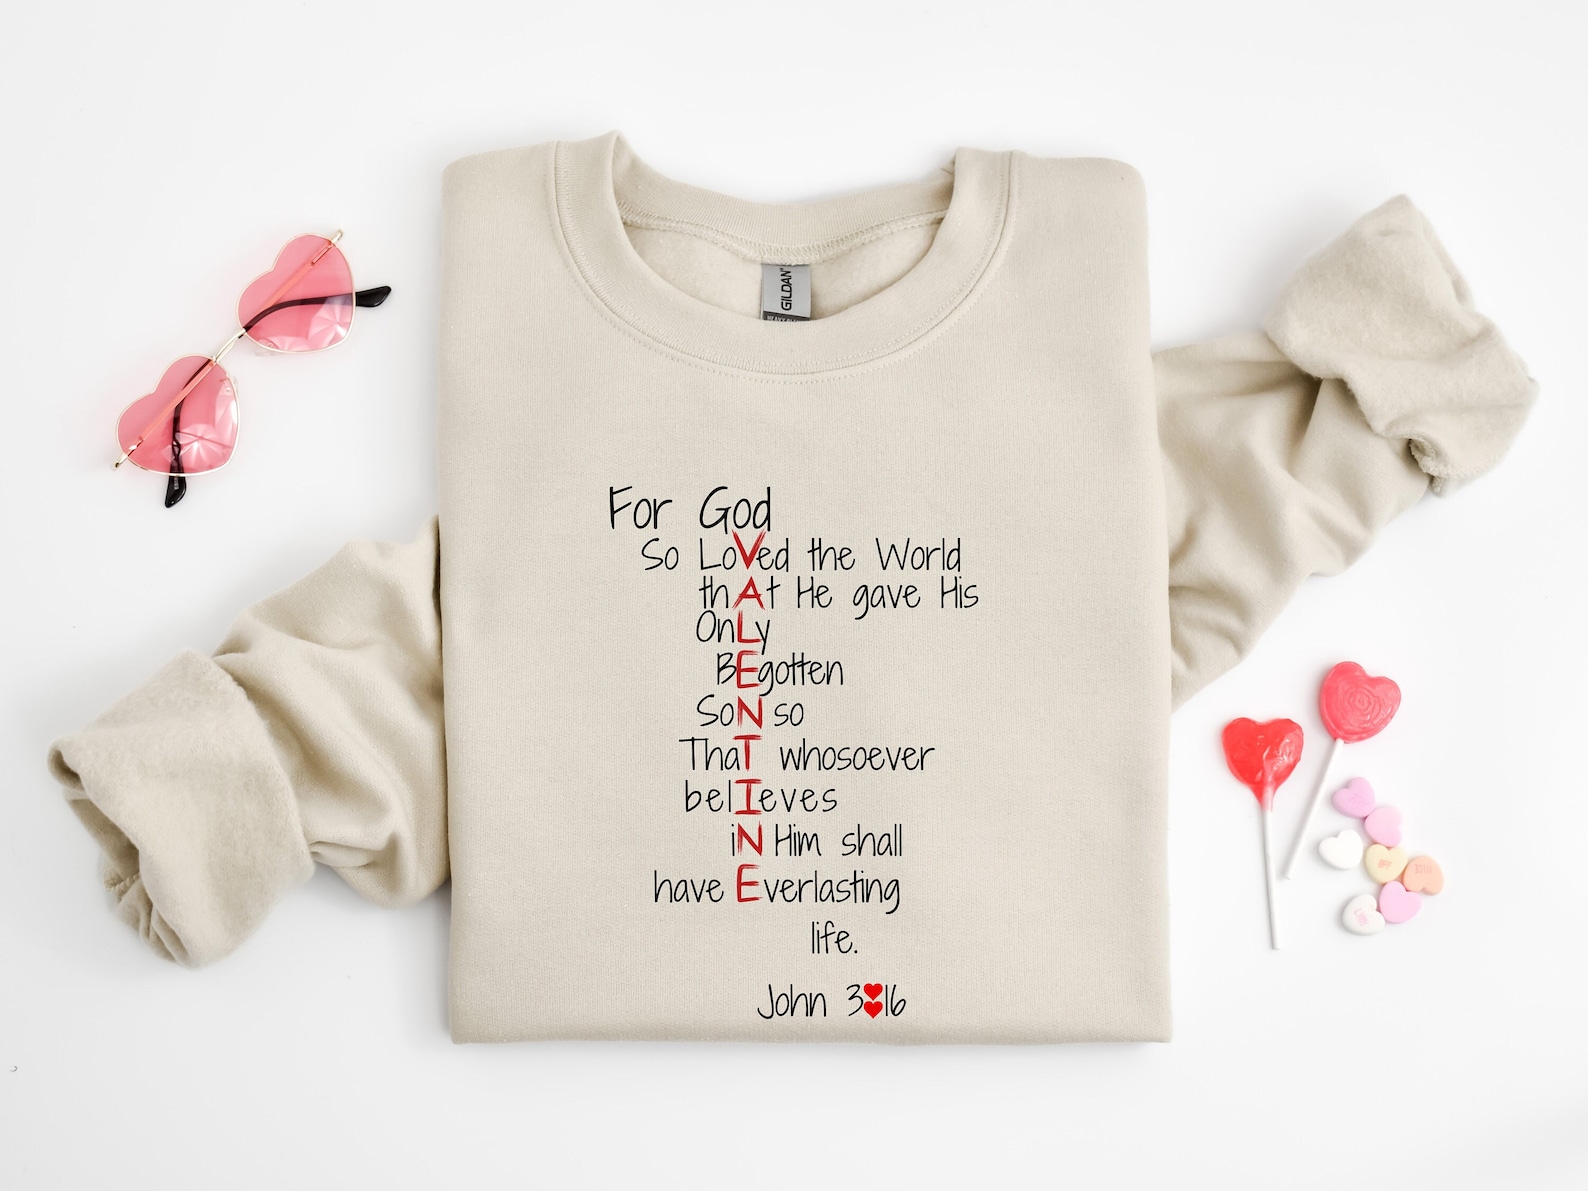 GILDAN
For God
So LoVed the World
thAt He gave His
OnLy
BEgotten
SoN so
ThaT whosoever
belIeves
iN Him shall
have Everlasting
life.
John 3♥♥16